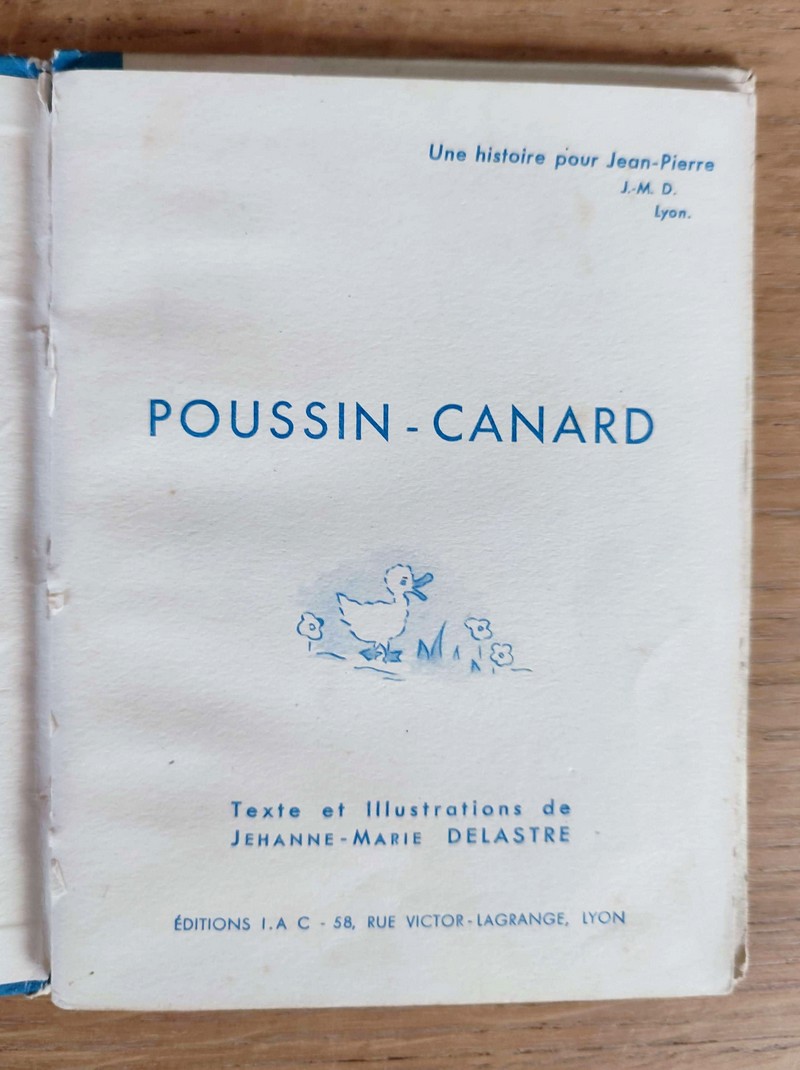 Une histoire pour Jean-Pierre
J.-M. D.
Lyon.
POUSSIN - CANARD
Texte et Illustrations de
JEHANNE-MARIE DELASTRE
ÉDITIONS I.A C - 58, RUE VICTOR-LAGRANGE, LYON